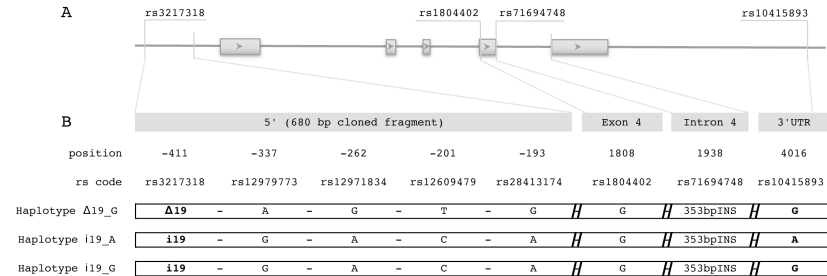 A
rs3217318 rs1804402 rs71694748 rs10415893
B
5' (680 bp cloned fragment) Exon 4 Intron 4 3'UTR
position -411 -337 -262 -201 -193 1808 1938 4016
rs code rs3217318 rs12979773 rs12971834 rs12609479 rs28413174 rs1804402 rs71694748 rs10415893
Haplotype Δ19_G Δ19 - A - G - T - G G 353bpINS G
Haplotype i19_A i19 - G - A - C - A G 353bpINS A
Haplotype i19_G i19 - G - A - C - A G 353bpINS G